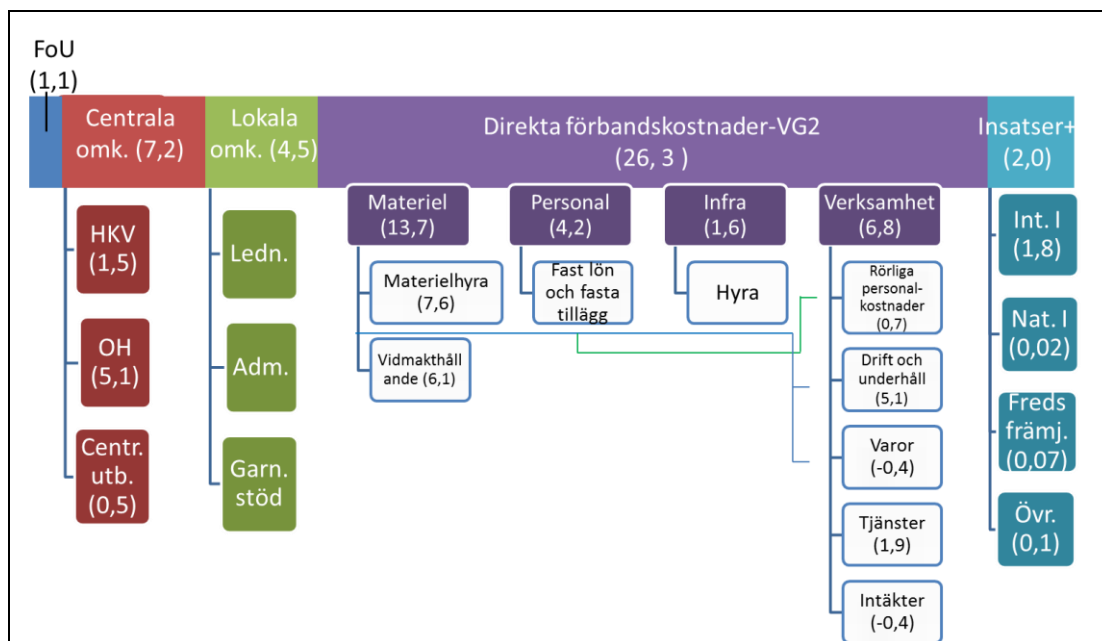 FoU
(1,1)
Centrala
omk. (7,2)
Lokala
omk. (4,5)
Direkta förbandskostnader-VG2
(26, 3 )
Insatser+
(2,0)
HKV
(1,5)
OH
(5,1)
Centr.
utb.
(0,5)
Ledn.
Adm.
Garn.
stöd
Materiel
(13,7)
Materielhyra
(7,6)
Vidmakthåll
ande (6,1)
Personal
(4,2)
Fast lön
och fasta
tillägg
Infra
(1,6)
Hyra
Verksamhet
(6,8)
Rörliga
personal-
kostnader
(0,7)
Drift och
underhåll
(5,1)
Varor
(-0,4)
Tjänster
(1,9)
Intäkter
(-0,4)
Int. I
(1,8)
Nat. I
(0,02)
Freds
främj.
(0,07)
Övr.
(0,1)